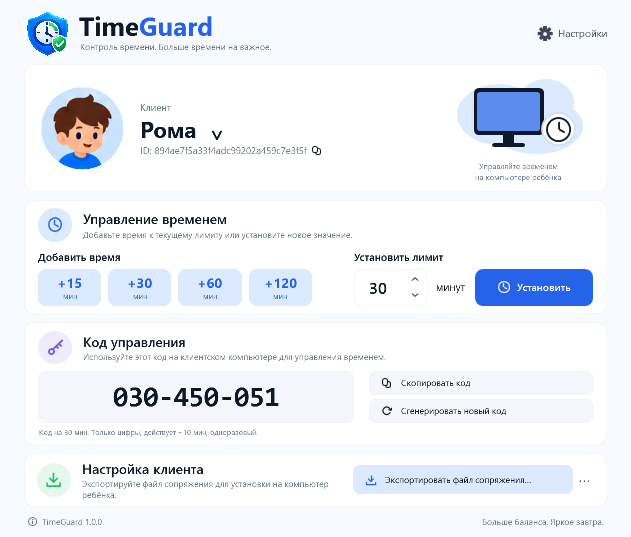 TimeGuard
Контроль времени. Больше времени на важное.
Настройки
Клиент
Рома
ID: 894ae7f5a33f4adc99202a459c7e3f5f
Управляйте временем
на компьютере ребёнка
Управление временем
Добавьте время к текущему лимиту или установите новое значение.
Добавить время
Установить лимит
+15
мин
+30
мин
+60
мин
+120
мин
30
минут
Установить
Код управления
Используйте этот код на клиентском компьютере для управления временем.
030-450-051
Скопировать код
Сгенерировать новый код
Код на 30 мин. Только цифры, действует ~10 мин, одноразовый.
Настройка клиента
Экспортируйте файл сопряжения для установки на компьютер
ребёнка.
Экспортировать файл сопряжения...
...
TimeGuard 1.0.0
Больше баланса. Яркое завтра.